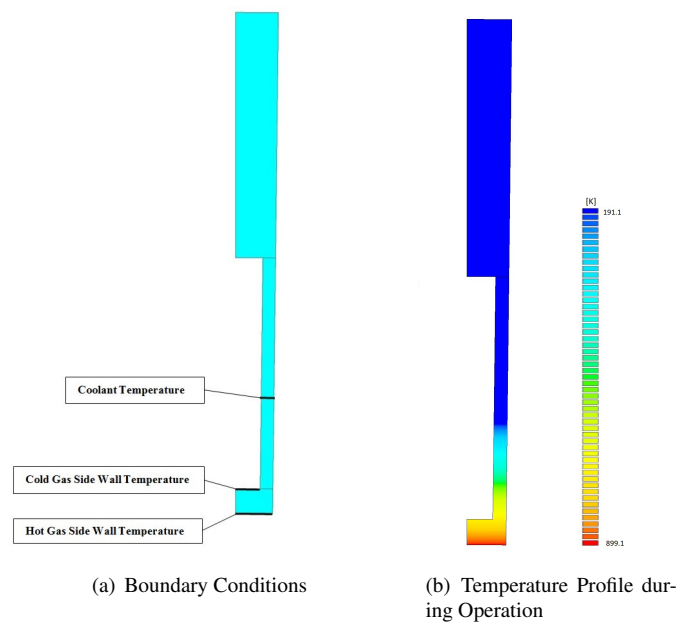 [K]
191.1
Coolant Temperature
Cold Gas Side Wall Temperature
Hot Gas Side Wall Temperature
899.1
(a) Boundary Conditions
(b) Temperature Profile dur-
ing Operation